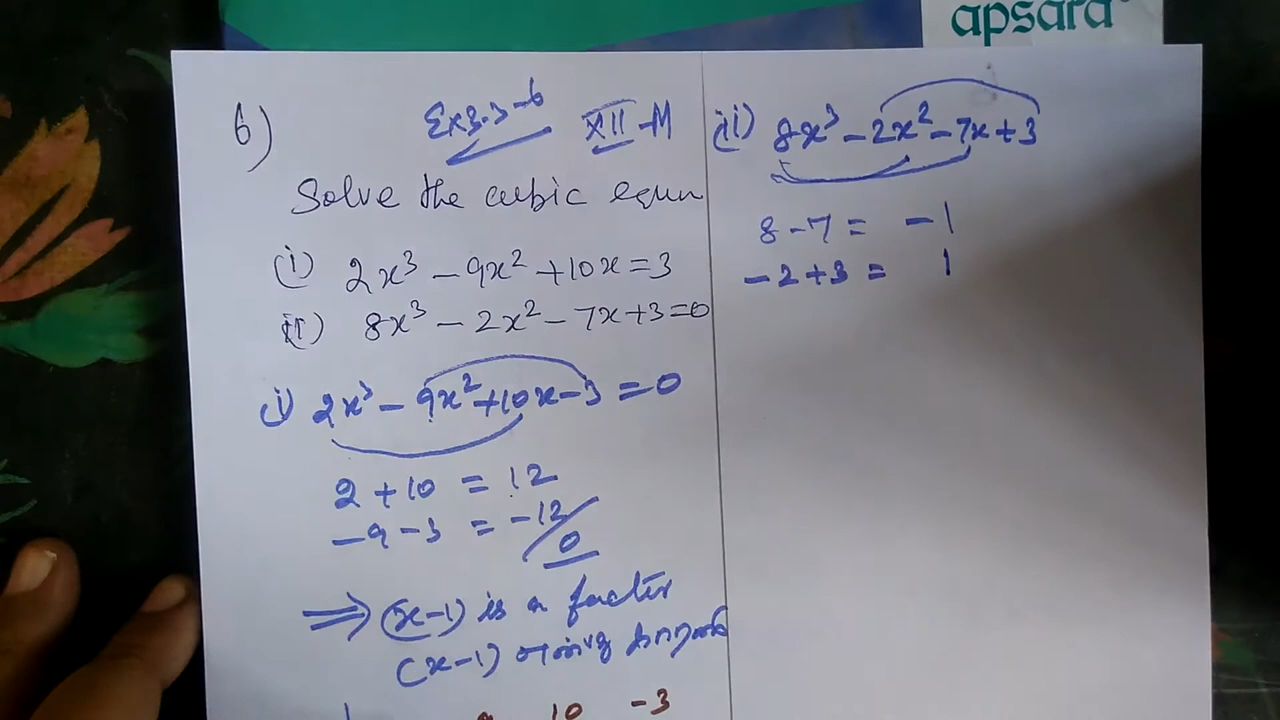 apsara
6)
Ex 3.3-6 XII - M
Solve the cubic equn
(i) 2x³ - 9x² + 10x = 3
(ii) 8x³ - 2x² - 7x + 3 = 0
i) 2x³ - 9x² + 10x - 3 = 0
2 + 10 = 12
-9 - 3 = -12
0
⇒ (x-1) is a factor
(x-1)
10 -3
ii) 8x³ - 2x² - 7x + 3
8 - 7 = -1
-2 + 3 = 1